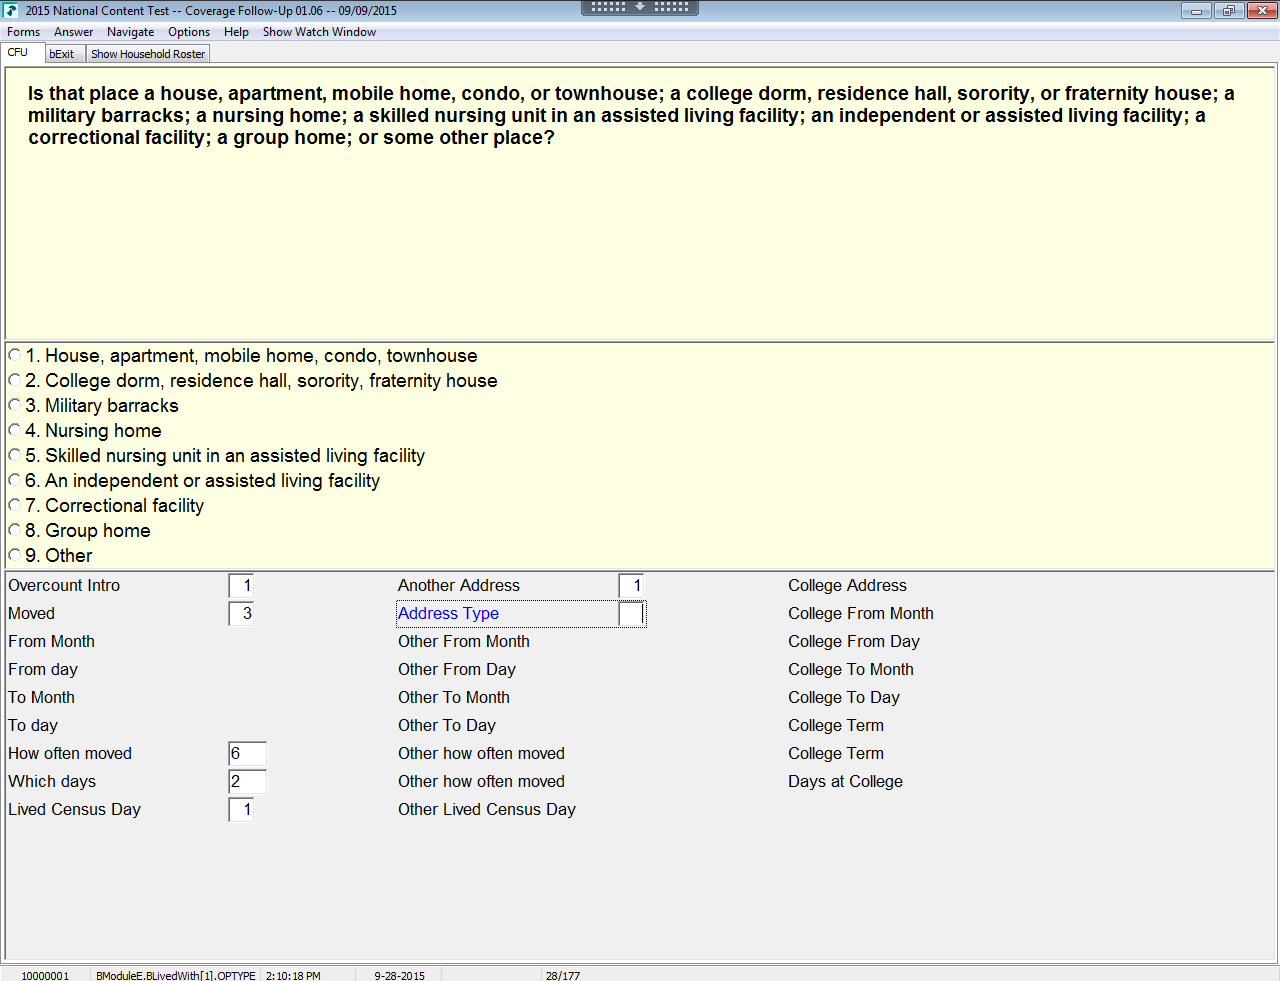 2015 National Content Test -- Coverage Follow-Up 01.06 -- 09/09/2015
Forms Answer Navigate Options Help Show Watch Window
CFU bExit Show Household Roster
Is that place a house, apartment, mobile home, condo, or townhouse; a college dorm, residence hall, sorority, or fraternity house; a
military barracks; a nursing home; a skilled nursing unit in an assisted living facility; an independent or assisted living facility; a
correctional facility; a group home; or some other place?
1. House, apartment, mobile home, condo, townhouse
2. College dorm, residence hall, sorority, fraternity house
3. Military barracks
4. Nursing home
5. Skilled nursing unit in an assisted living facility
6. An independent or assisted living facility
7. Correctional facility
8. Group home
9. Other
Overcount Intro 1 Another Address 1 College Address
Moved 3 Address Type College From Month
From Month Other From Month College From Day
From day Other From Day College To Month
To Month Other To Month College To Day
To day Other To Day College Term
How often moved 6 Other how often moved College Term
Which days 2 Other how often moved Days at College
Lived Census Day 1 Other Lived Census Day
10000001 BModuleE.BLivedWith[1].OPTYPE 2:10:18 PM 9-28-2015 28/177